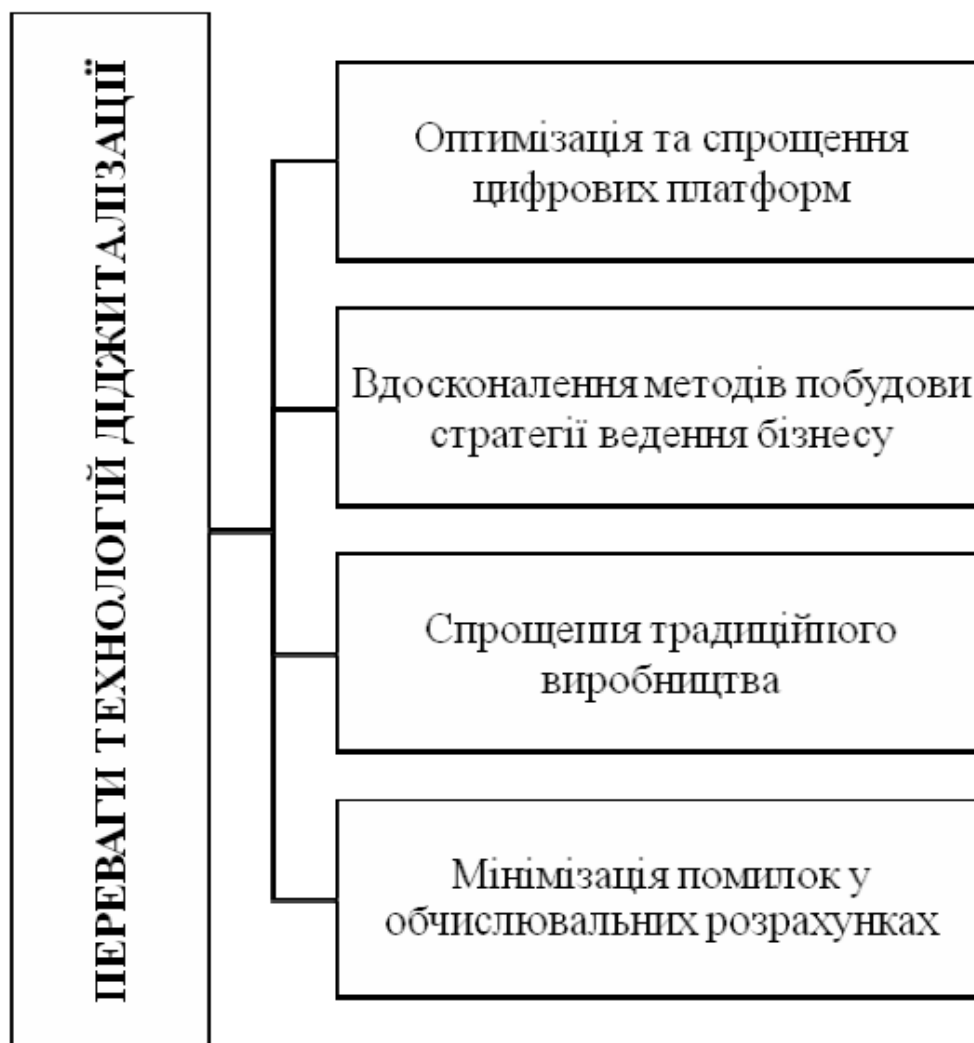 ПЕРЕВАГИ ТЕХНОЛОГІЙ ДІДЖИТАЛІЗАЦІЇ
Оптимізація та спрощення
цифрових платформ
Вдосконалення методів побудови
стратегії ведення бізнесу
Спрощення традиційного
виробництва
Мінімізація помилок у
обчислювальних розрахунках